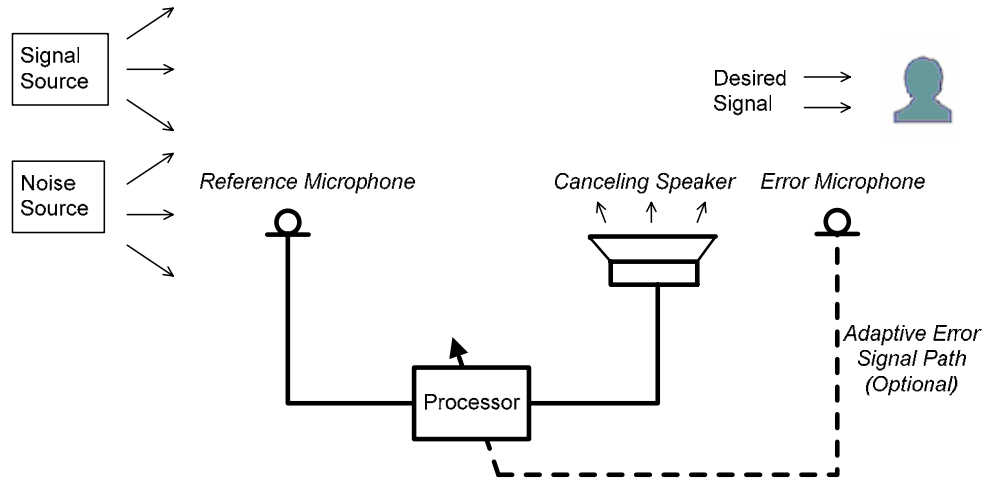 Signal
Source
Desired
Signal
Noise
Source
Reference Microphone
Canceling Speaker
Error Microphone
Adaptive Error
Signal Path
(Optional)
Processor